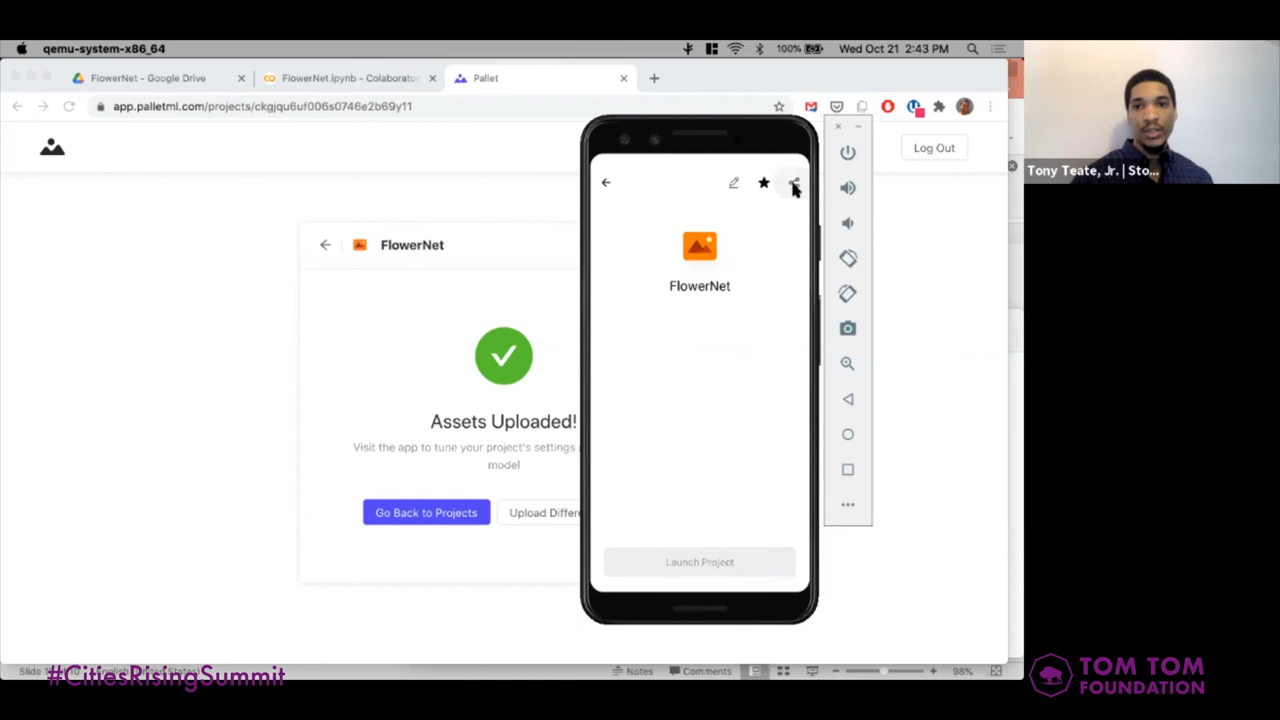 qemu-system-x86_64
100%
Wed Oct 21 2:43 PM
FlowerNet - Google Drive
FlowerNet.ipynb - Colaborator
Pallet
app.palletml.com/projects/ckgjqu6uf006s0746e2b69y11
Log Out
FlowerNet
Assets Uploaded!
Visit the app to tune your project's settings
model
Go Back to Projects
Upload Differ
FlowerNet
Launch Project
Tony Teate, Jr. | Sto...
Notes
Comments
98%
#CitiesRisingSummit
TOM TOM
FOUNDATION